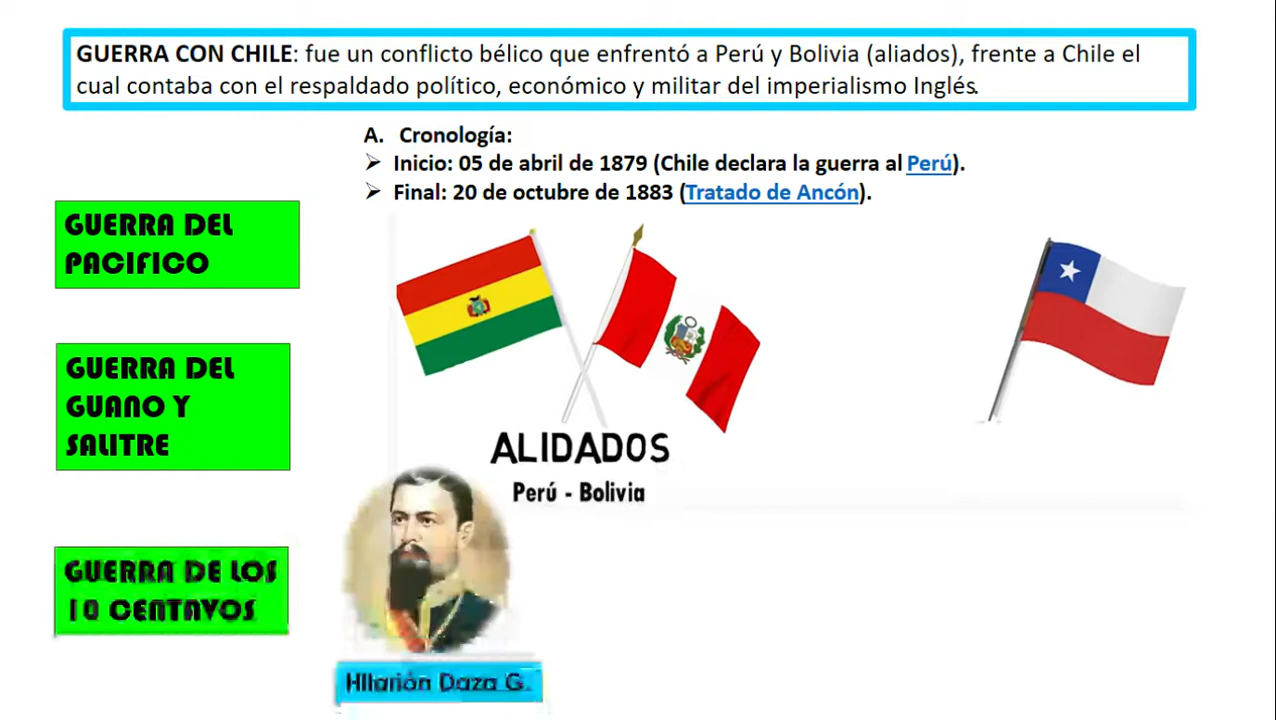 GUERRA CON CHILE: fue un conflicto bélico que enfrentó a Perú y Bolivia (aliados), frente a Chile el
cual contaba con el respaldado político, económico y militar del imperialismo Inglés.
A. Cronología:
➢ Inicio: 05 de abril de 1879 (Chile declara la guerra al Perú).
➢ Final: 20 de octubre de 1883 (Tratado de Ancón).
GUERRA DEL
PACIFICO
GUERRA DEL
GUANO Y
SALITRE
ALIDADOS
Perú - Bolivia
GUERRA DE LOS
10 CENTAVOS
Hilarión Daza G.